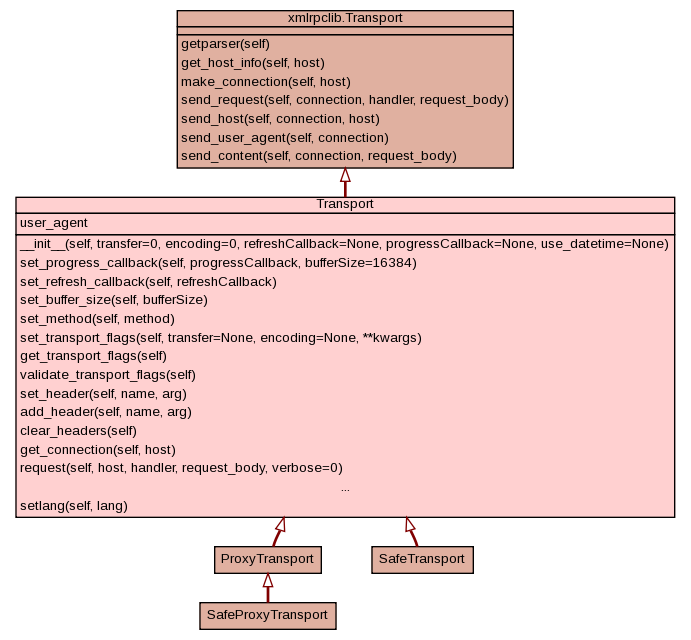 xmlrpclib.Transport
getparser(self)
get_host_info(self, host)
make_connection(self, host)
send_request(self, connection, handler, request_body)
send_host(self, connection, host)
send_user_agent(self, connection)
send_content(self, connection, request_body)
Transport
user_agent
__init__(self, transfer=0, encoding=0, refreshCallback=None, progressCallback=None, use_datetime=None)
set_progress_callback(self, progressCallback, bufferSize=16384)
set_refresh_callback(self, refreshCallback)
set_buffer_size(self, bufferSize)
set_method(self, method)
set_transport_flags(self, transfer=None, encoding=None, **kwargs)
get_transport_flags(self)
validate_transport_flags(self)
set_header(self, name, arg)
add_header(self, name, arg)
clear_headers(self)
get_connection(self, host)
request(self, host, handler, request_body, verbose=0)
...
setlang(self, lang)
ProxyTransport
SafeTransport
SafeProxyTransport